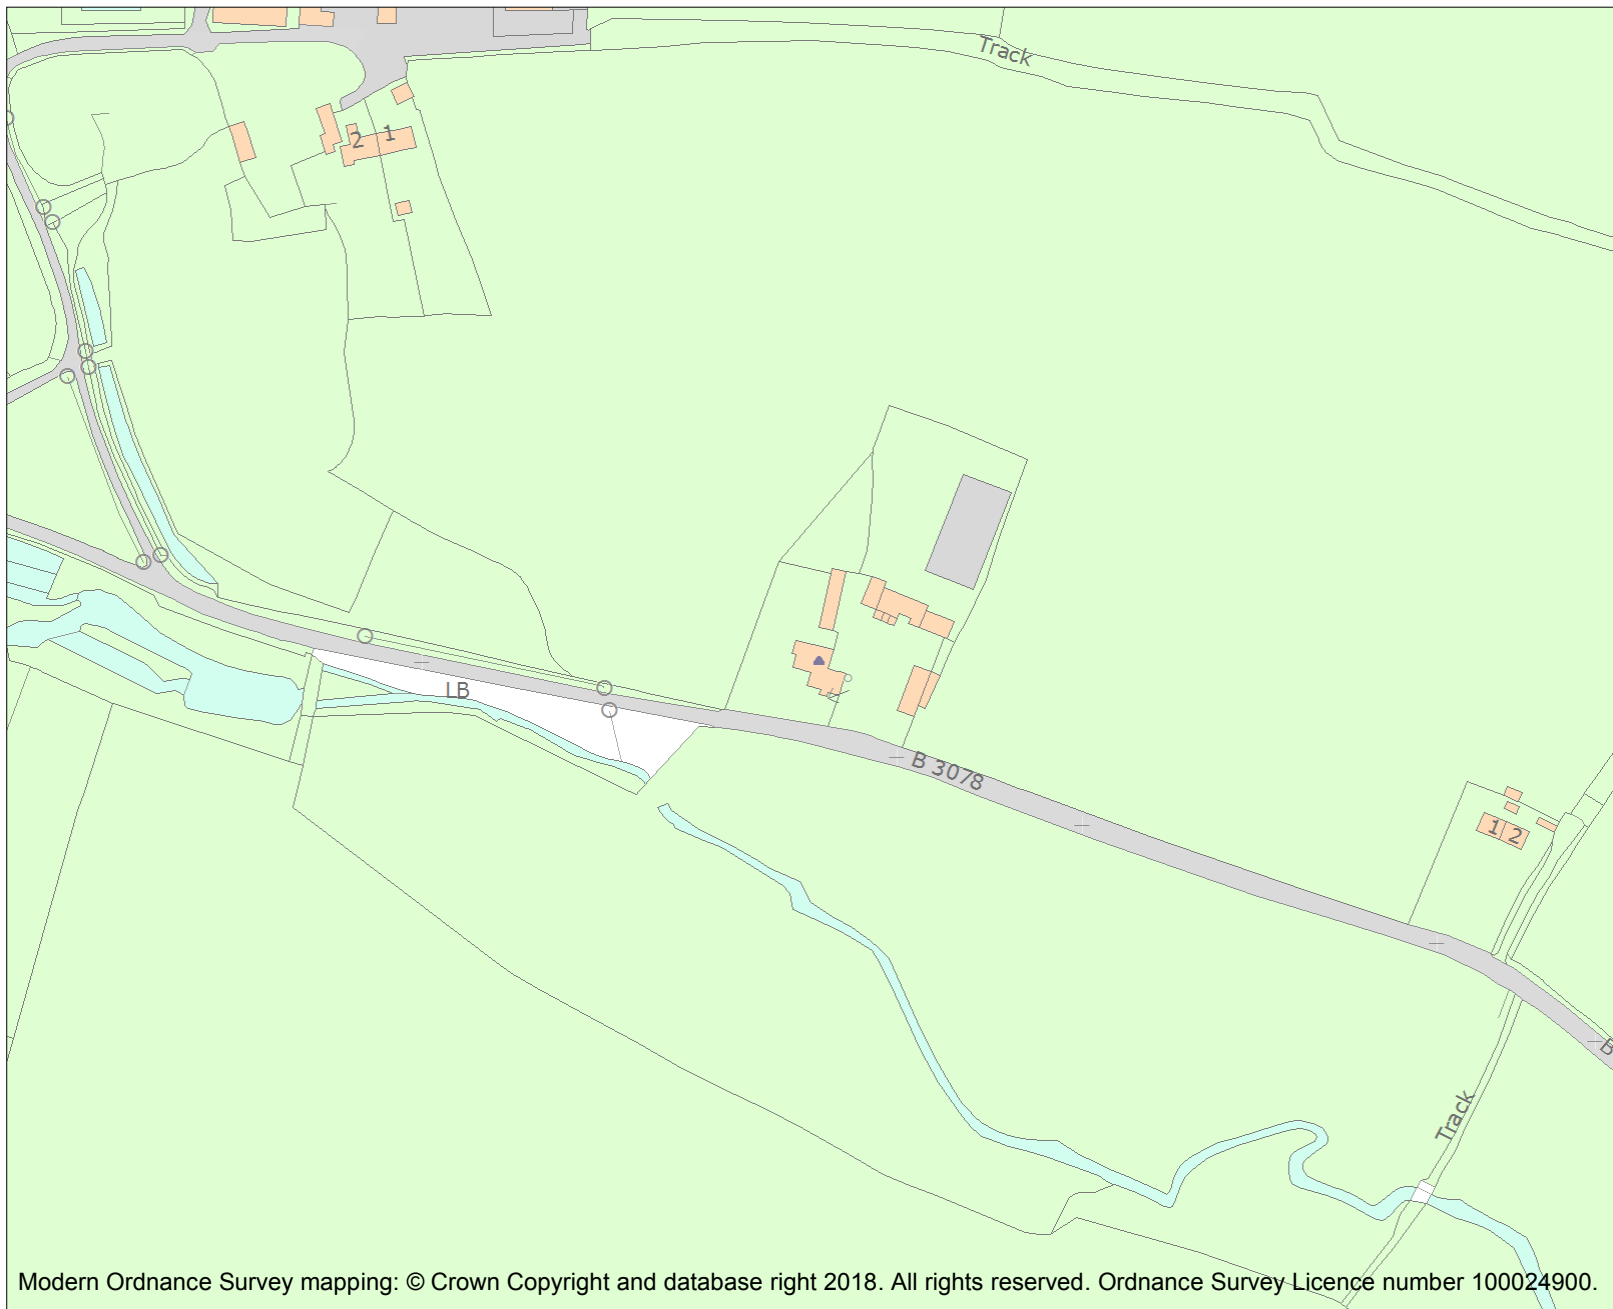 Track
2
1
LB
B 3078
1
2
B
Track
Modern Ordnance Survey mapping: © Crown Copyright and database right 2018. All rights reserved. Ordnance Survey Licence number 100024900.